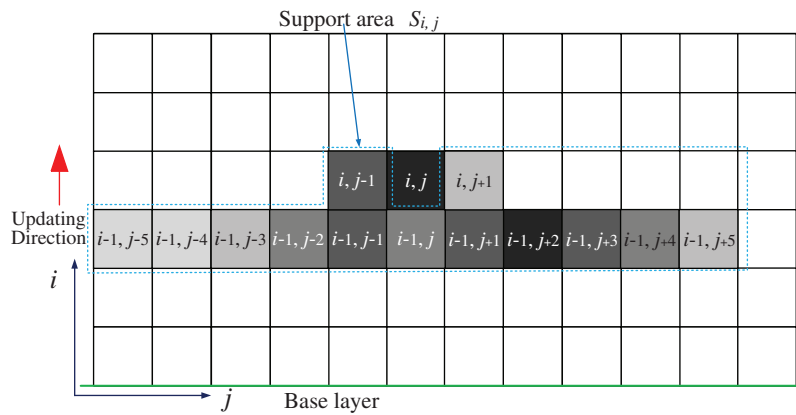 Support area S i, j
i, j-1 i, j i, j+1
Updating
Direction
i-1, j-5 i-1, j-4 i-1, j-3 i-1, j-2 i-1, j-1 i-1, j i-1, j+1 i-1, j+2 i-1, j+3 i-1, j+4 i-1, j+5
i
j Base layer